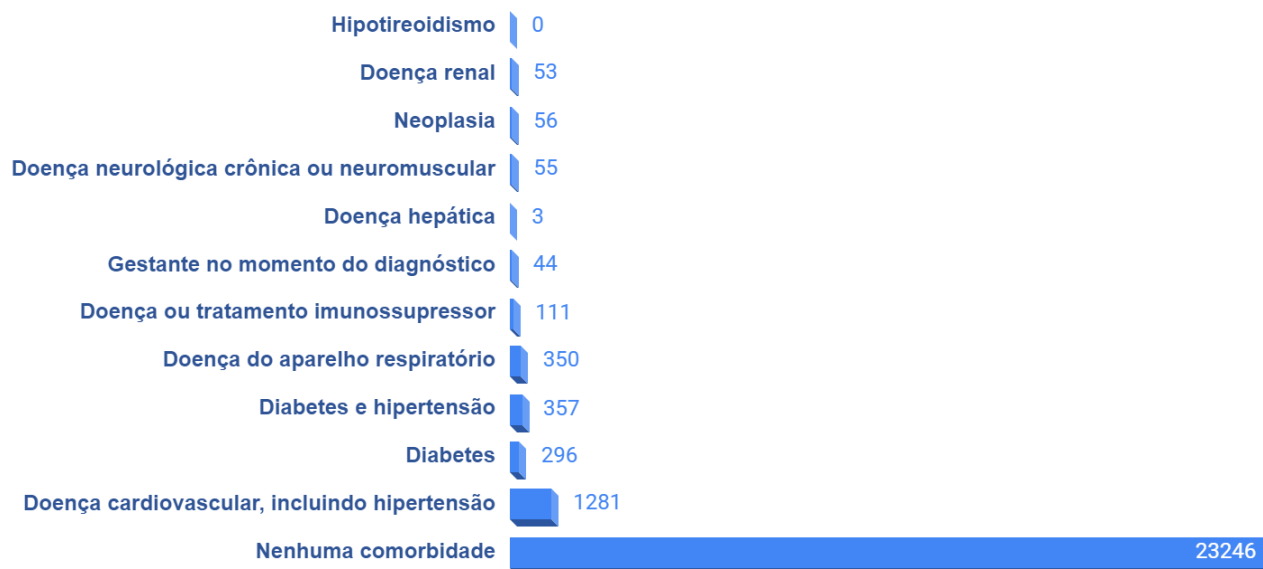 Hipotireoidismo 0
Doença renal 53
Neoplasia 56
Doença neurológica crônica ou neuromuscular 55
Doença hepática 3
Gestante no momento do diagnóstico 44
Doença ou tratamento imunossupressor 111
Doença do aparelho respiratório 350
Diabetes e hipertensão 357
Diabetes 296
Doença cardiovascular, incluindo hipertensão 1281
Nenhuma comorbidade 23246